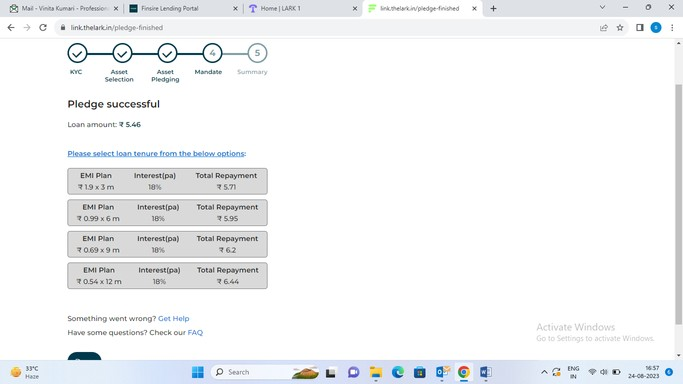 Mail - Vinita Kumari - Profession
Finsire Lending Portal
Home | LARK 1
link.thelark.in/pledge-finished
link.thelark.in/pledge-finished
4
5
KYC
Asset Selection
Asset Pledging
Mandate
Summary
Pledge successful
Loan amount: ₹ 5.46
Please select loan tenure from the below options:
EMI Plan Interest(pa) Total Repayment
₹ 1.9 x 3 m 18% ₹ 5.71
EMI Plan Interest(pa) Total Repayment
₹ 0.99 x 6 m 18% ₹ 5.95
EMI Plan Interest(pa) Total Repayment
₹ 0.69 x 9 m 18% ₹ 6.2
EMI Plan Interest(pa) Total Repayment
₹ 0.54 x 12 m 18% ₹ 6.44
Something went wrong? Get Help
Have some questions? Check our FAQ
Activate Windows
Go to Settings to activate Windows.
33°C
Haze
Search
ENG
IN
16:57
24-08-2023